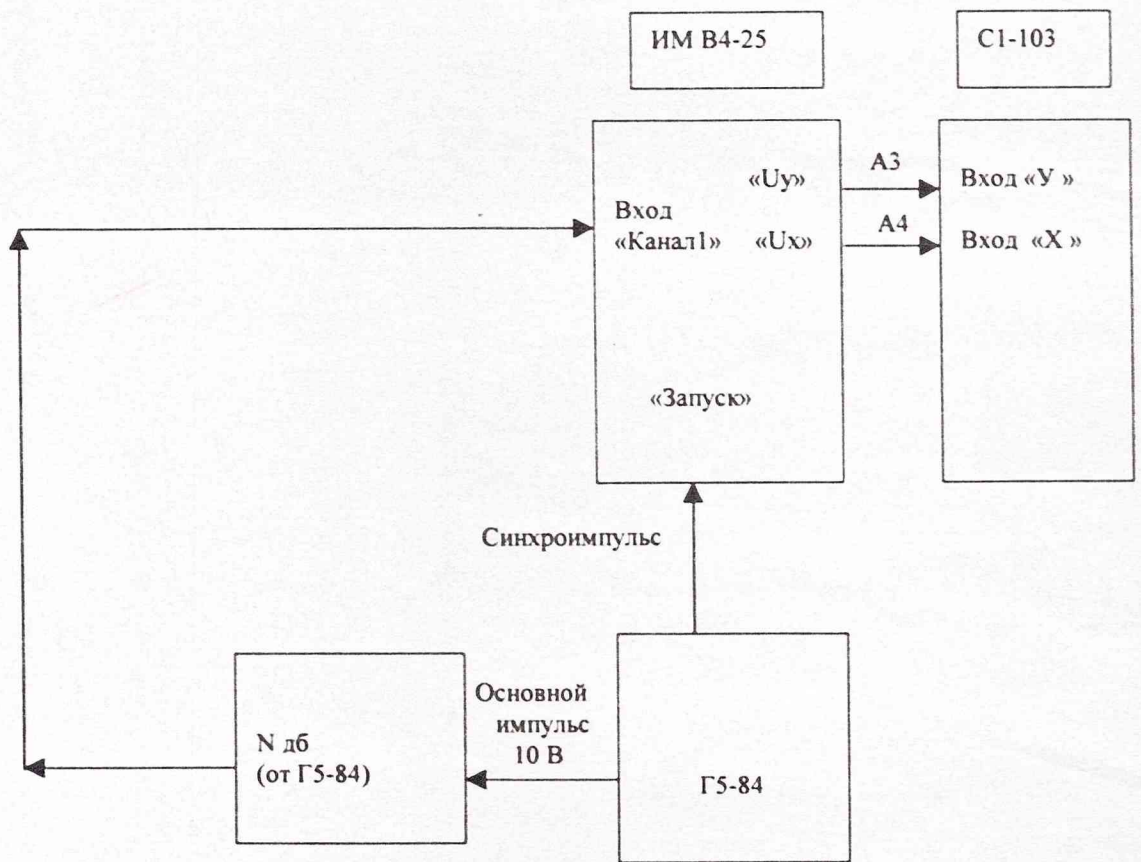 ИМ В4-25
С1-103
«Uy»
А3
Вход «У »
Вход
«Канал1»
«Ux»
А4
Вход «Х »
«Запуск»
Синхроимпульс
Основной
импульс
10 В
N дб
(от Г5-84)
Г5-84